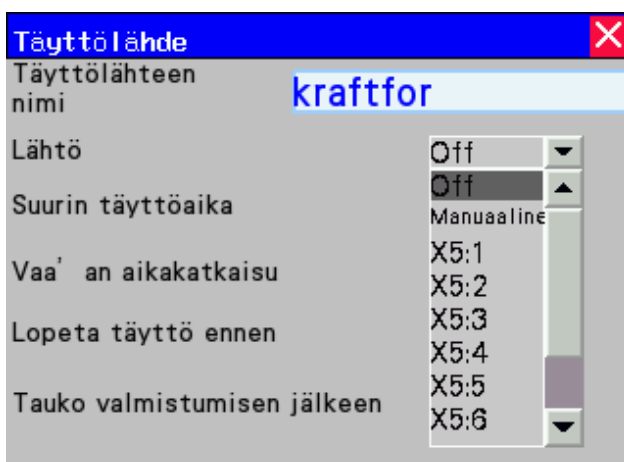 Täyttölähde
Täyttölähteen
nimi
kraftfor
Lähtö
Off
Off
Suurin täyttöaika
Manuaaline
X5:1
Vaa' an aikakatkaisu
X5:2
X5:3
Lopeta täyttö ennen
X5:4
X5:5
Tauko valmistumisen jälkeen
X5:6